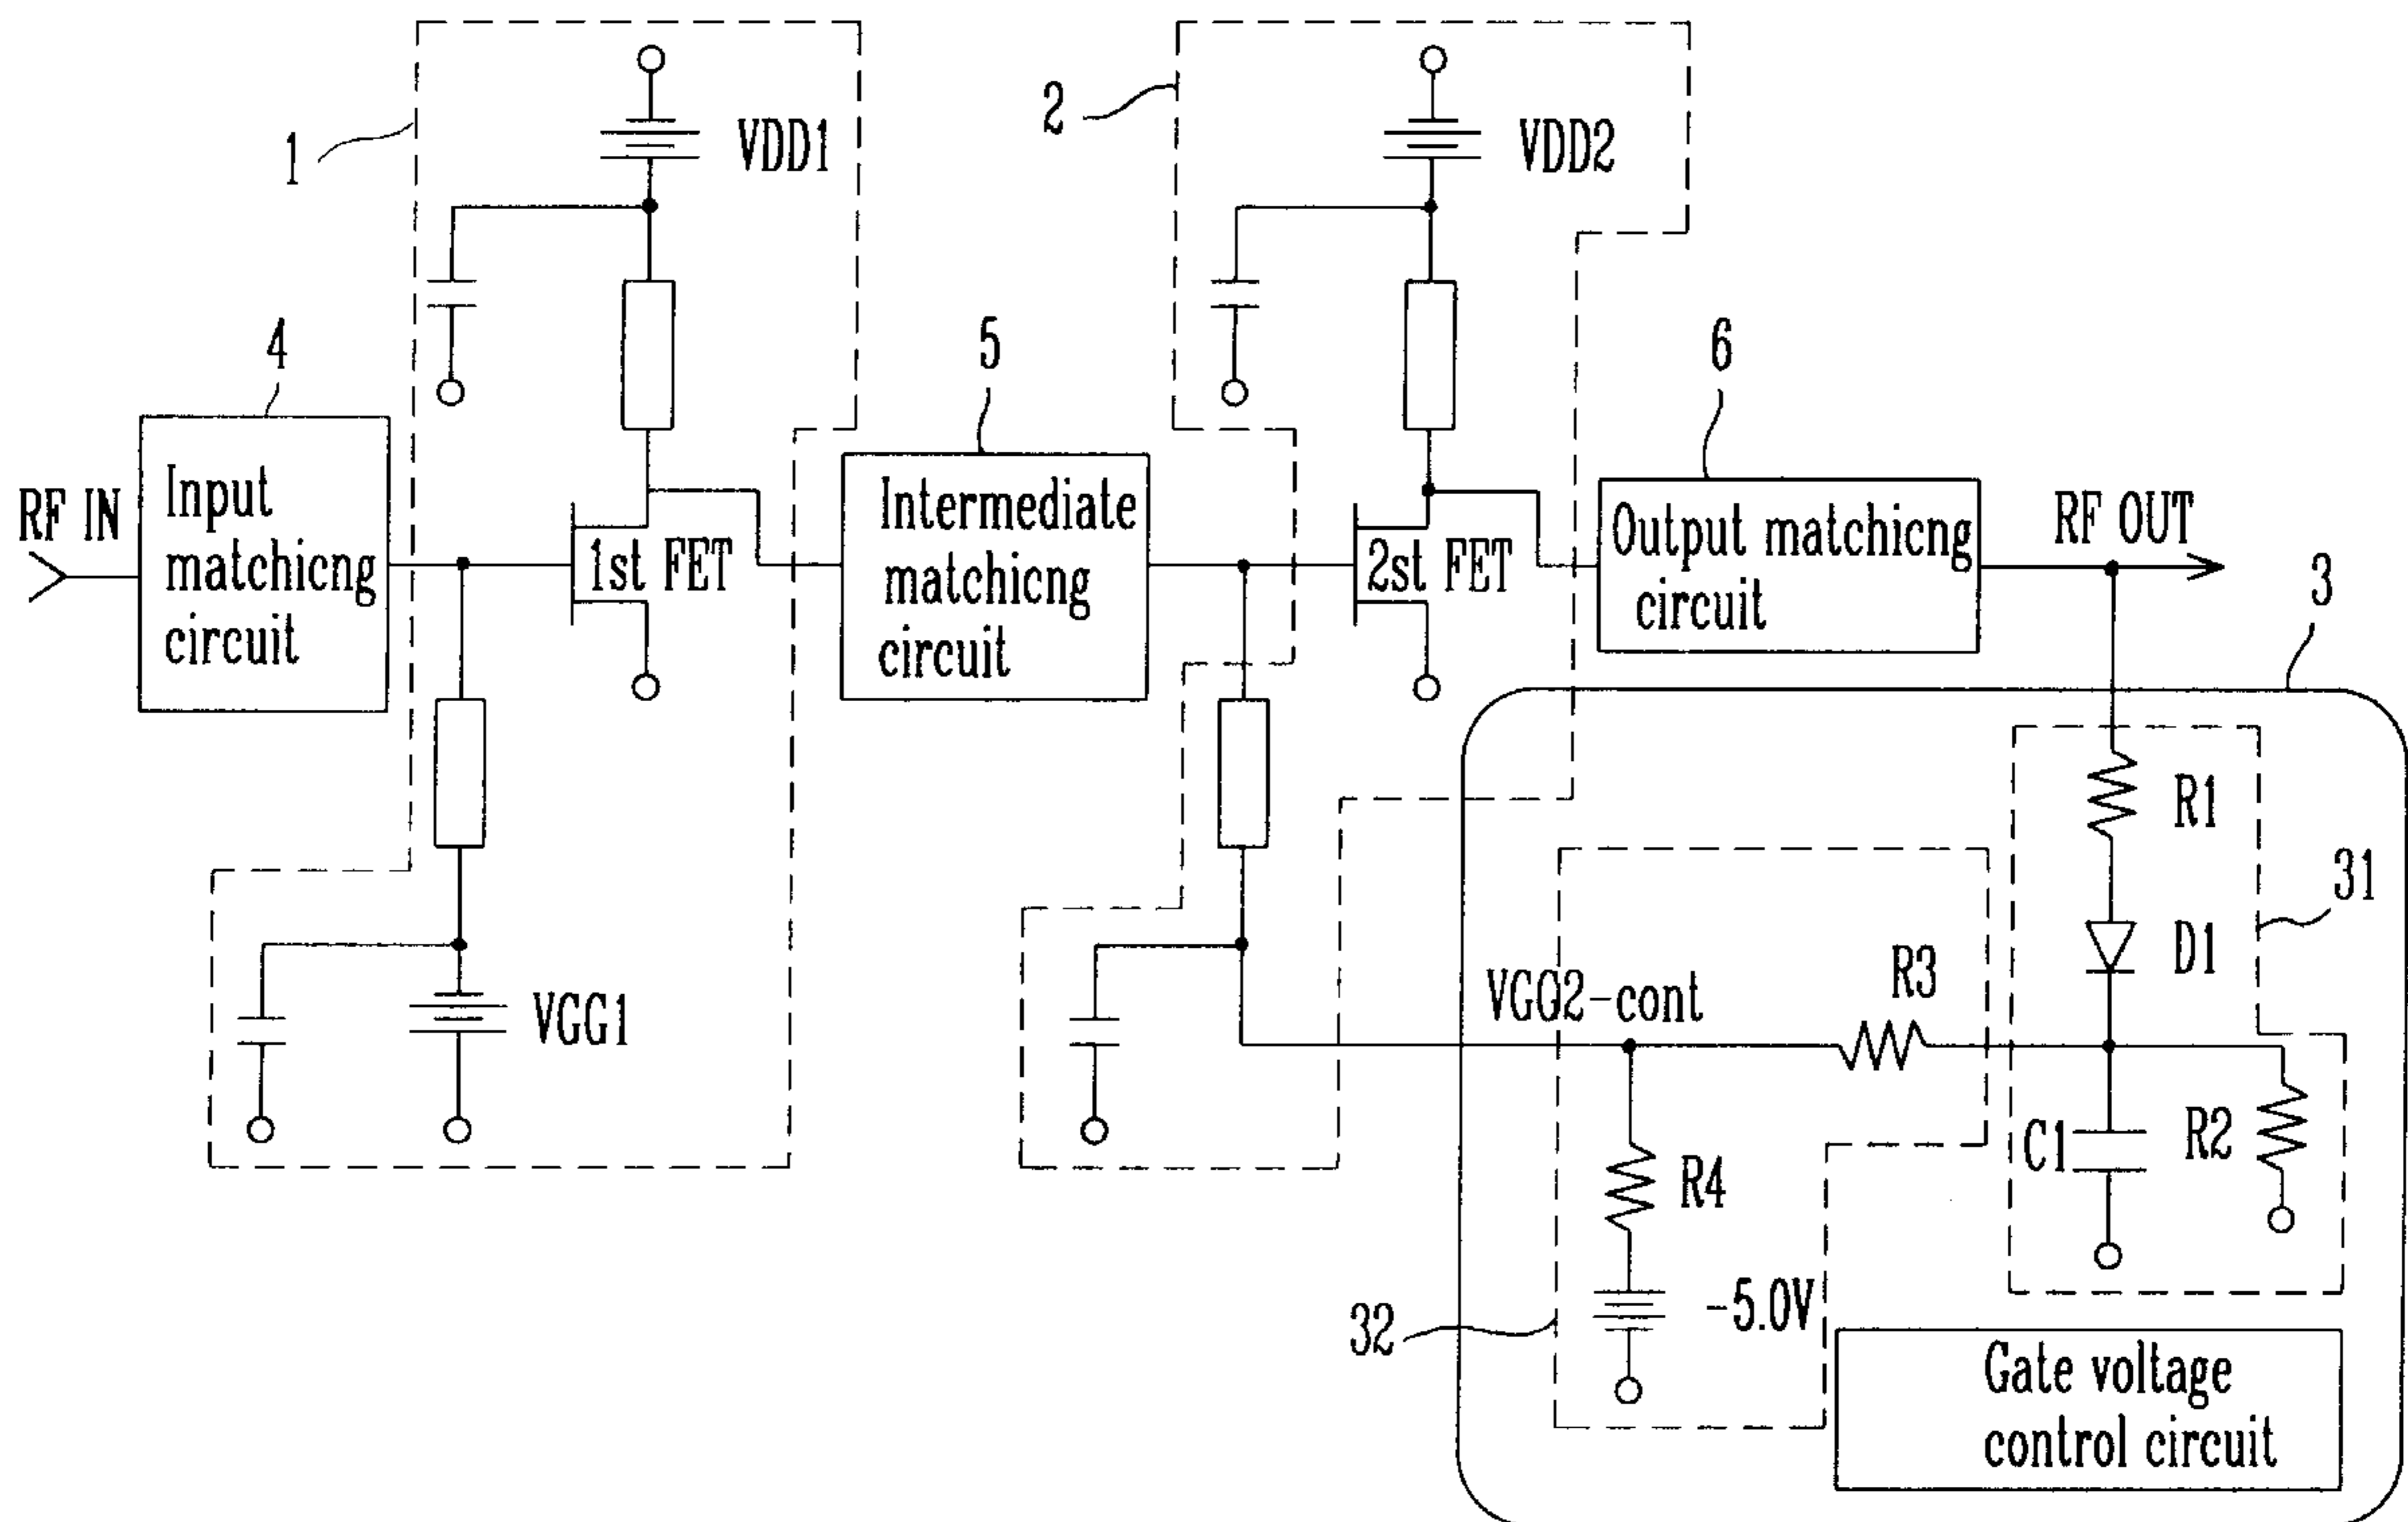 1
VDD1
2
VDD2
4
5
6
RF IN
Input
matchicng
circuit
1st FET
Intermediate
matchicng
circuit
2st FET
Output matchicng
circuit
RF OUT
3
R1
31
D1
VGG1
VGG2-cont
R3
C1
R2
R4
32
-5.0V
Gate voltage
control circuit